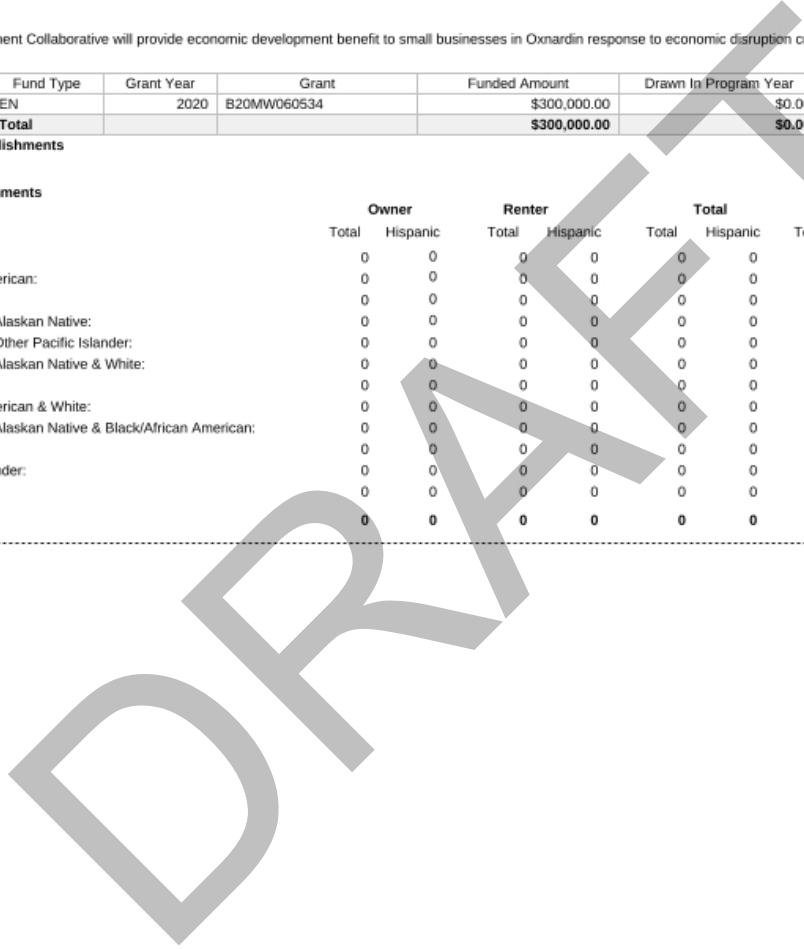 ent Collaborative will provide economic development benefit to small businesses in Oxnardin response to economic disruption c
Fund Type Grant Year Grant Funded Amount Drawn In Program Year
EN 2020 B20MW060534 $300,000.00 $0.0
Total $300,000.00 $0.0
lishments
ments
Owner Renter Total
Total Hispanic Total Hispanic Total Hispanic T
0 0 0 0 0 0
erican: 0 0 0 0 0 0
0 0 0 0 0 0
Alaskan Native: 0 0 0 0 0 0
Other Pacific Islander: 0 0 0 0 0 0
Alaskan Native & White: 0 0 0 0 0 0
0 0 0 0 0 0
erican & White: 0 0 0 0 0 0
Alaskan Native & Black/African American: 0 0 0 0 0 0
0 0 0 0 0 0
nder: 0 0 0 0 0 0
0 0 0 0 0 0
0 0 0 0 0 0
DRAFT